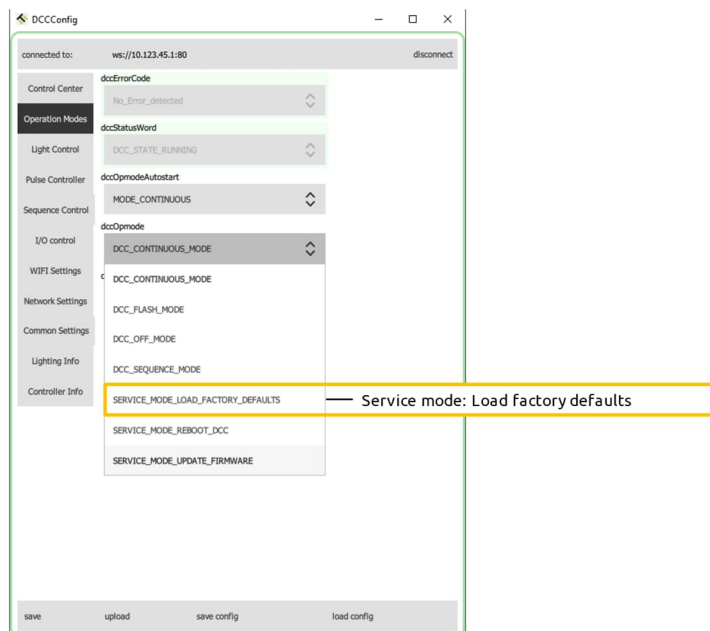 DCCConfig
connected to: ws://10.123.45.1:80 disconnect
Control Center
Operation Modes
Light Control
Pulse Controller
Sequence Control
I/O control
WIFI Settings
Network Settings
Common Settings
Lighting Info
Controller Info
dccErrorCode
No_Error_detected
dccStatusWord
DCC_STATE_RUNNING
dccOpmodeAutostart
MODE_CONTINUOUS
dccOpmode
DCC_CONTINUOUS_MODE
DCC_CONTINUOUS_MODE
DCC_FLASH_MODE
DCC_OFF_MODE
DCC_SEQUENCE_MODE
SERVICE_MODE_LOAD_FACTORY_DEFAULTS
Service mode: Load factory defaults
SERVICE_MODE_REBOOT_DCC
SERVICE_MODE_UPDATE_FIRMWARE
save upload save config load config